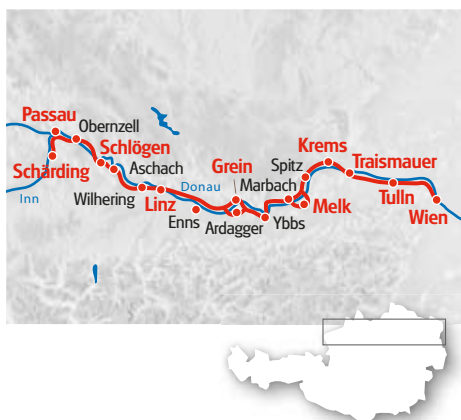 Passau
Obernzell
Schlögen
Schärding
Aschach
Inn
Wilhering
Linz
Donau
Enns
Grein
Ardagger
Marbach
Ybbs
Spitz
Krems
Melk
Traismauer
Tulln
Wien